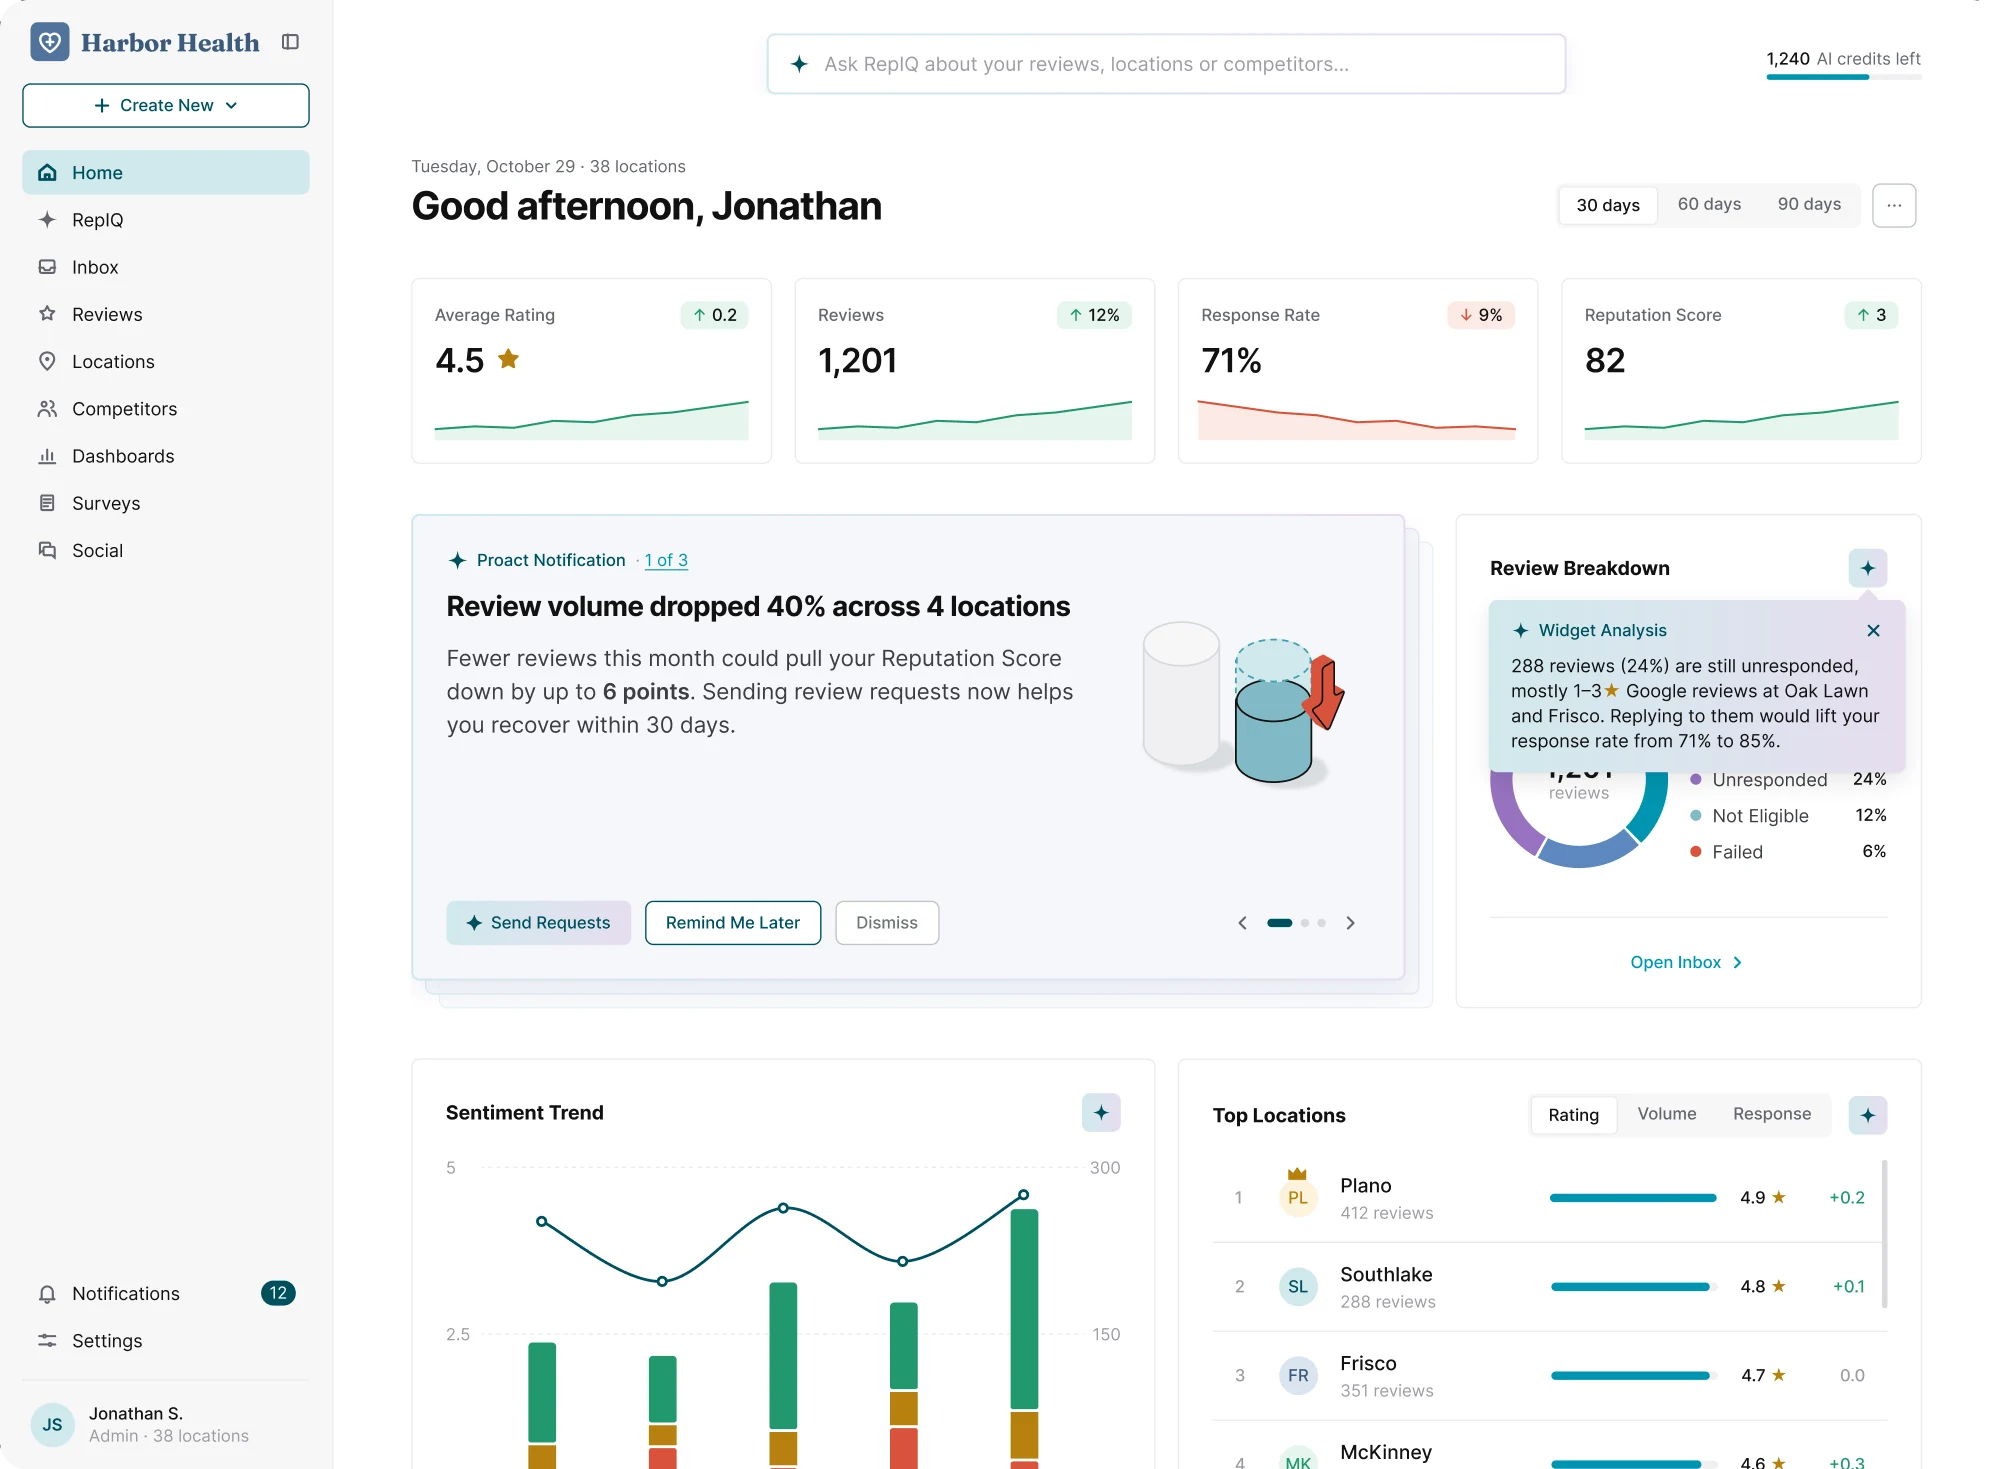 Harbor Health
Create New
Home
RepIQ
Inbox
Reviews
Locations
Competitors
Dashboards
Surveys
Social
Notifications 12
Settings
JS
Jonathan S.
Admin · 38 locations
Ask RepIQ about your reviews, locations or competitors...
1,240 AI credits left
Tuesday, October 29 · 38 locations
Good afternoon, Jonathan
30 days 60 days 90 days ...
Average Rating ↑ 0.2
4.5 ★
Reviews ↑ 12%
1,201
Response Rate ↓ 9%
71%
Reputation Score ↑ 3
82
Proact Notification · 1 of 3
Review volume dropped 40% across 4 locations
Fewer reviews this month could pull your Reputation Score
down by up to 6 points. Sending review requests now helps
you recover within 30 days.
Send Requests
Remind Me Later
Dismiss
Review Breakdown
Widget Analysis
288 reviews (24%) are still unresponded,
mostly 1–3★ Google reviews at Oak Lawn
and Frisco. Replying to them would lift your
response rate from 71% to 85%.
1,201
reviews
Unresponded 24%
Not Eligible 12%
Failed 6%
Open Inbox
Sentiment Trend
5 300
2.5 150
Top Locations
Rating Volume Response
1 PL Plano 4.9 ★ +0.2
412 reviews
2 SL Southlake 4.8 ★ +0.1
288 reviews
3 FR Frisco 4.7 ★ 0.0
351 reviews
4 MK McKinney 4.6 ★ +0.3